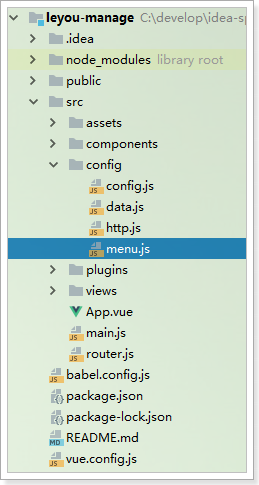 leyou-manage C:\develop\idea-sp
.idea
node_modules library root
public
src
assets
components
config
config.js
data.js
http.js
menu.js
plugins
views
App.vue
main.js
router.js
babel.config.js
package.json
package-lock.json
README.md
vue.config.js